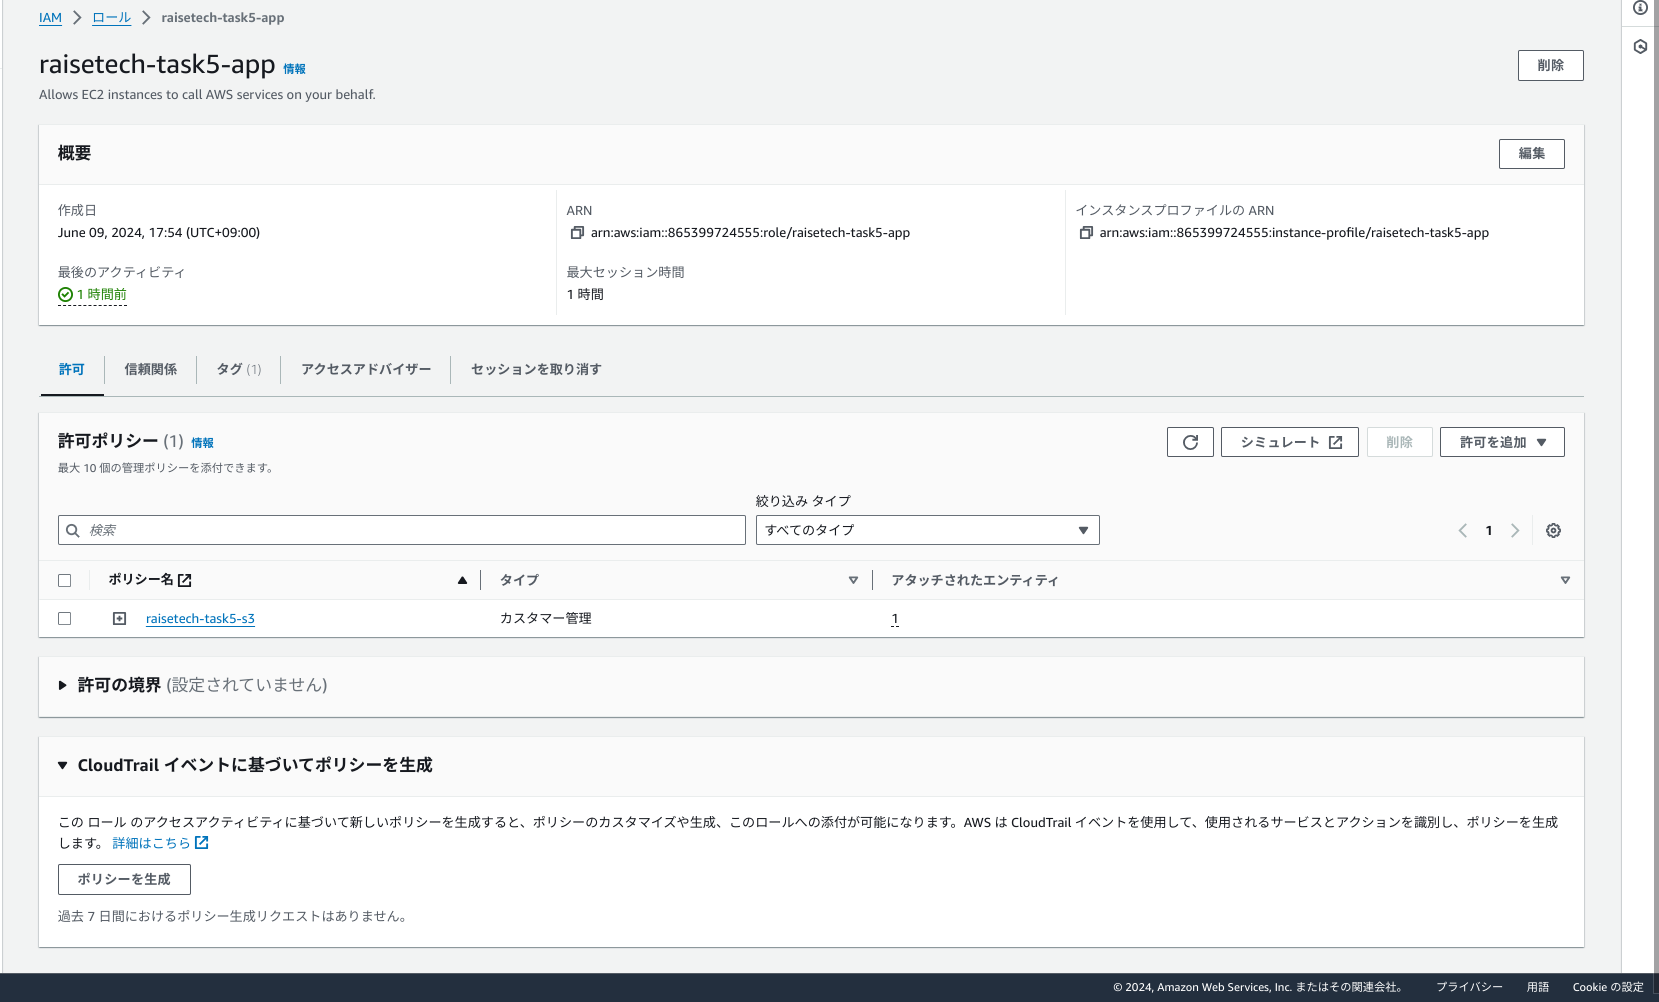 IAM > ロール > raisetech-task5-app
raisetech-task5-app 情報
削除
Allows EC2 instances to call AWS services on your behalf.
概要
編集
作成日
June 09, 2024, 17:54 (UTC+09:00)
ARN
arn:aws:iam::865399724555:role/raisetech-task5-app
インスタンスプロファイルの ARN
arn:aws:iam::865399724555:instance-profile/raisetech-task5-app
最後のアクティビティ
1 時間前
最大セッション時間
1 時間
許可 信頼関係 タグ (1) アクセスアドバイザー セッションを取り消す
許可ポリシー (1) 情報
シミュレート 削除 許可を追加
最大 10 個の管理ポリシーを添付できます。
絞り込み タイプ
検索
すべてのタイプ
1
ポリシー名 タイプ アタッチされたエンティティ
raisetech-task5-s3 カスタマー管理 1
許可の境界 (設定されていません)
CloudTrail イベントに基づいてポリシーを生成
この ロール のアクセスアクティビティに基づいて新しいポリシーを生成すると、ポリシーのカスタマイズや生成、このロールへの添付が可能になります。AWS は CloudTrail イベントを使用して、使用されるサービスとアクションを識別し、ポリシーを生成
します。 詳細はこちら
ポリシーを生成
過去 7 日間におけるポリシー生成リクエストはありません。
© 2024, Amazon Web Services, Inc. またはその関連会社。 プライバシー 用語 Cookie の設定